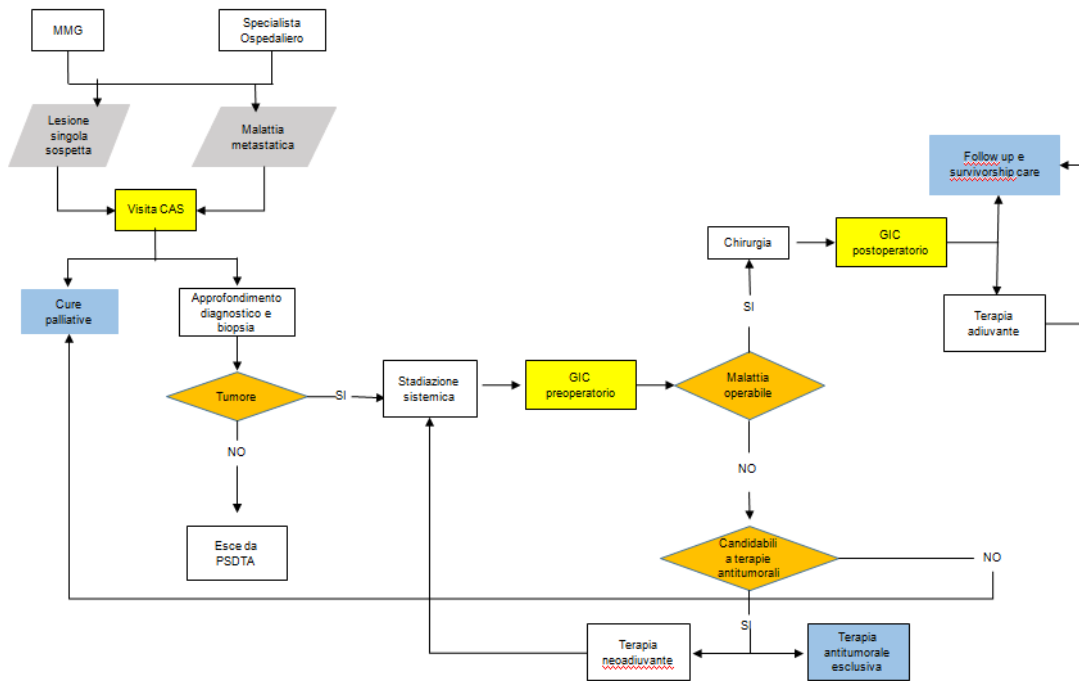 MMG
Specialista
Ospedaliero
Lesione
singola
sospetta
Malattia
metastatica
Visita CAS
Cure
palliative
Approfondimento
diagnostico e
biopsia
Tumore
SI
NO
Esce da
PSDTA
Stadiazione
sistemica
GIC
preoperatorio
Malattia
operabile
SI
Chirurgia
GIC
postoperatorio
Follow up e
survivorship care
Terapia
adiuvante
NO
Candidabili
a terapie
antitumorali
NO
SI
Terapia
neoadiuvante
Terapia
antitumorale
esclusiva